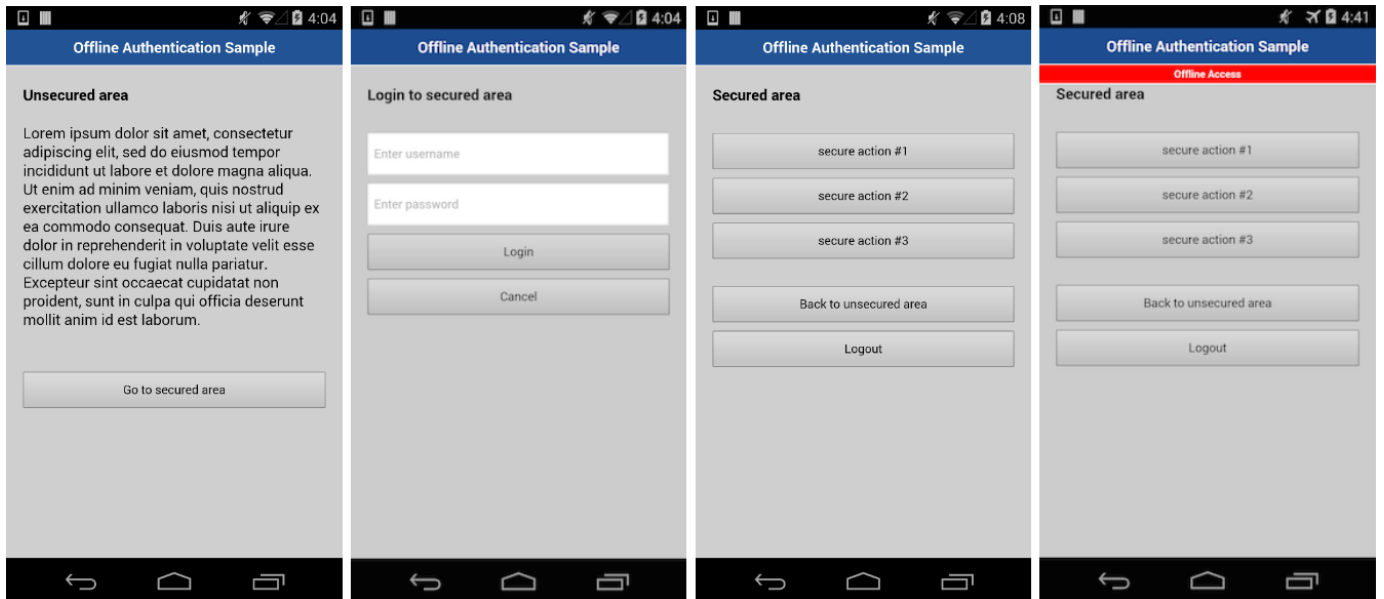 4:04
Offline Authentication Sample
Unsecured area
Lorem ipsum dolor sit amet, consectetur
adipiscing elit, sed do eiusmod tempor
incididunt ut labore et dolore magna aliqua.
Ut enim ad minim veniam, quis nostrud
exercitation ullamco laboris nisi ut aliquip ex
ea commodo consequat. Duis aute irure
dolor in reprehenderit in voluptate velit esse
cillum dolore eu fugiat nulla pariatur.
Excepteur sint occaecat cupidatat non
proident, sunt in culpa qui officia deserunt
mollit anim id est laborum.
Go to secured area
4:04
Offline Authentication Sample
Login to secured area
Enter username
Enter password
Login
Cancel
4:08
Offline Authentication Sample
Secured area
secure action #1
secure action #2
secure action #3
Back to unsecured area
Logout
4:41
Offline Authentication Sample
Offline Access
Secured area
secure action #1
secure action #2
secure action #3
Back to unsecured area
Logout